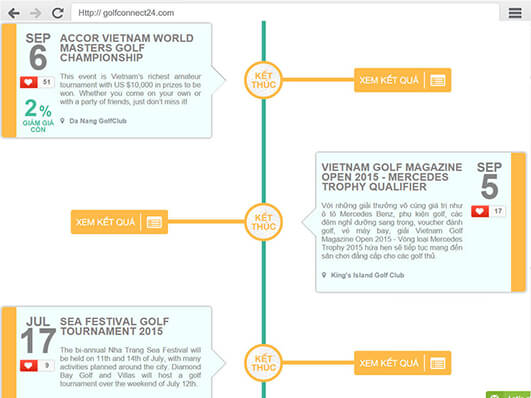 Http:// golfconnect24.com
SEP
6
51
2%
GIẢM GIÁ
CÒN
ACCOR VIETNAM WORLD
MASTERS GOLF
CHAMPIONSHIP
This event is Vietnam's richest amateur
tournament with US $10,000 in prizes to be
won. Whether you come on your own or
with a party of friends, just don't miss it!
Da Nang GolfClub
KẾT
THÚC
XEM KẾT QUẢ
VIETNAM GOLF MAGAZINE
OPEN 2015 - MERCEDES
TROPHY QUALIFIER
Với những giải thưởng vô cùng giá trị như
ô tô Mercedes Benz, phụ kiện golf, các
đêm nghỉ dưỡng sang trọng, voucher đánh
golf, vé máy bay, giải Vietnam Golf
Magazine Open 2015 - Vòng loại Mercedes
Trophy 2015 hứa hẹn sẽ tiếp tục mang đến
sân chơi đẳng cấp cho các golf thủ.
King's Island Golf Club
SEP
5
17
XEM KẾT QUẢ
KẾT
THÚC
JUL
17
9
SEA FESTIVAL GOLF
TOURNAMENT 2015
The bi-annual Nha Trang Sea Festival will
be held on 11th and 14th of July, with many
activities planned around the city. Diamond
Bay Golf and Villas will host a golf
tournament over the weekend of July 12th.
KẾT
THÚC
XEM KẾT QUẢ